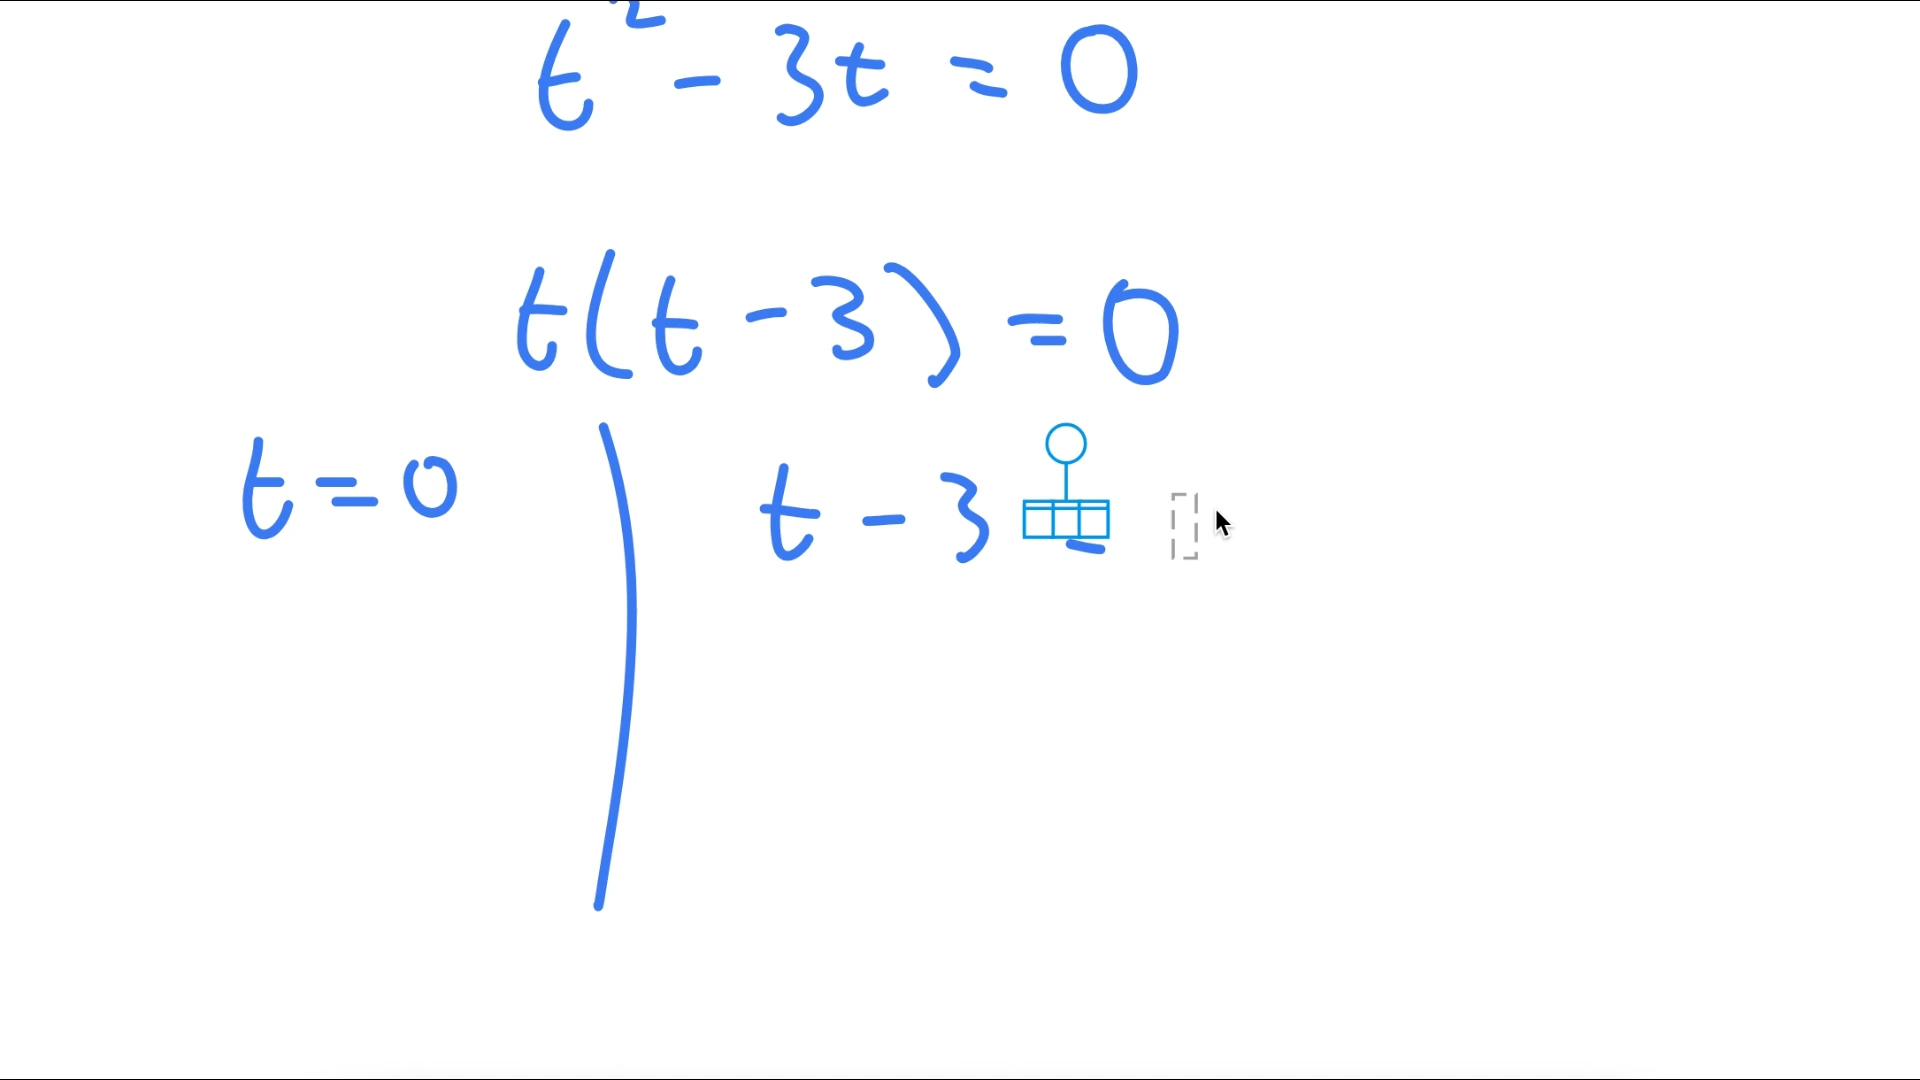 t² - 3t = 0
t(t - 3) = 0
t = 0
t - 3 =